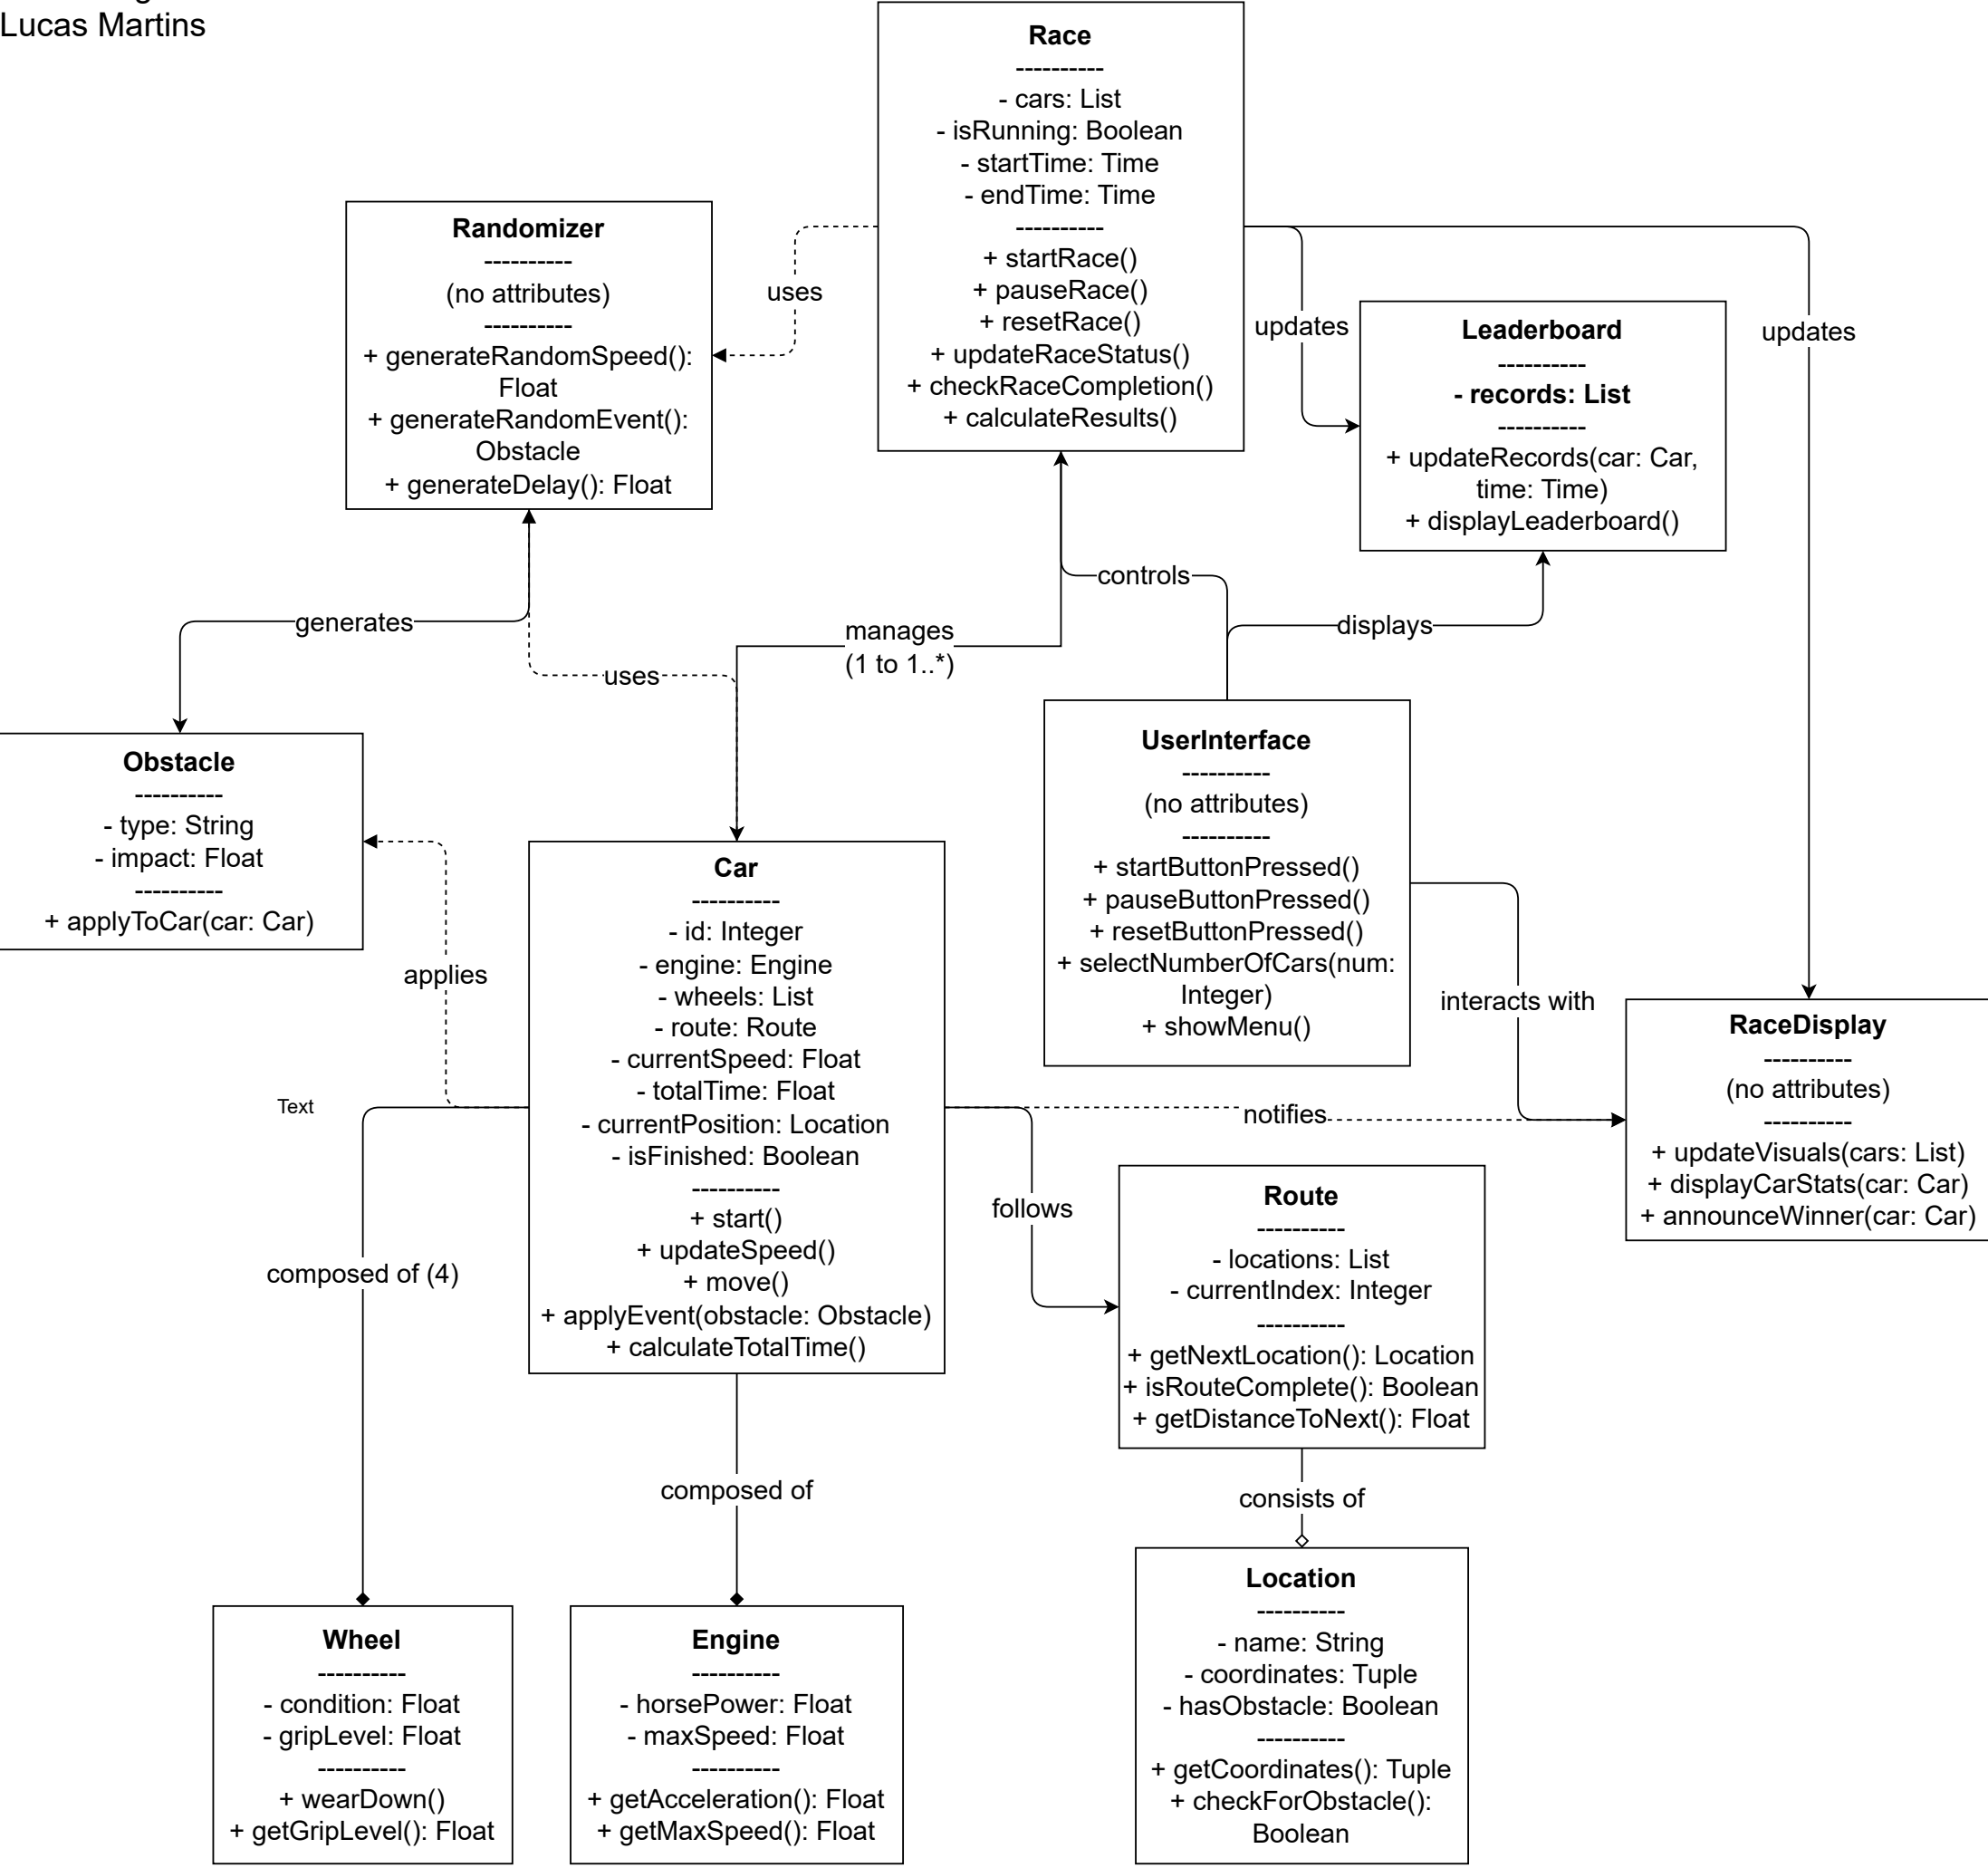 Lucas Martins
Race
----------
- cars: List
- isRunning: Boolean
- startTime: Time
- endTime: Time
----------
+ startRace()
+ pauseRace()
+ resetRace()
+ updateRaceStatus()
+ checkRaceCompletion()
+ calculateResults()
Randomizer
----------
(no attributes)
----------
+ generateRandomSpeed():
Float
+ generateRandomEvent():
Obstacle
+ generateDelay(): Float
uses
updates
Leaderboard
----------
- records: List
----------
+ updateRecords(car: Car,
time: Time)
+ displayLeaderboard()
updates
generates
uses
manages
(1 to 1..*)
controls
displays
Obstacle
----------
- type: String
- impact: Float
----------
+ applyToCar(car: Car)
applies
Car
----------
- id: Integer
- engine: Engine
- wheels: List
- route: Route
- currentSpeed: Float
- totalTime: Float
- currentPosition: Location
- isFinished: Boolean
----------
+ start()
+ updateSpeed()
+ move()
+ applyEvent(obstacle: Obstacle)
+ calculateTotalTime()
UserInterface
----------
(no attributes)
----------
+ startButtonPressed()
+ pauseButtonPressed()
+ resetButtonPressed()
+ selectNumberOfCars(num:
Integer)
+ showMenu()
interacts with
RaceDisplay
----------
(no attributes)
----------
+ updateVisuals(cars: List)
+ displayCarStats(car: Car)
+ announceWinner(car: Car)
Text
notifies
follows
Route
----------
- locations: List
- currentIndex: Integer
----------
+ getNextLocation(): Location
+ isRouteComplete(): Boolean
+ getDistanceToNext(): Float
composed of (4)
composed of
consists of
Wheel
----------
- condition: Float
- gripLevel: Float
----------
+ wearDown()
+ getGripLevel(): Float
Engine
----------
- horsePower: Float
- maxSpeed: Float
----------
+ getAcceleration(): Float
+ getMaxSpeed(): Float
Location
----------
- name: String
- coordinates: Tuple
- hasObstacle: Boolean
----------
+ getCoordinates(): Tuple
+ checkForObstacle():
Boolean